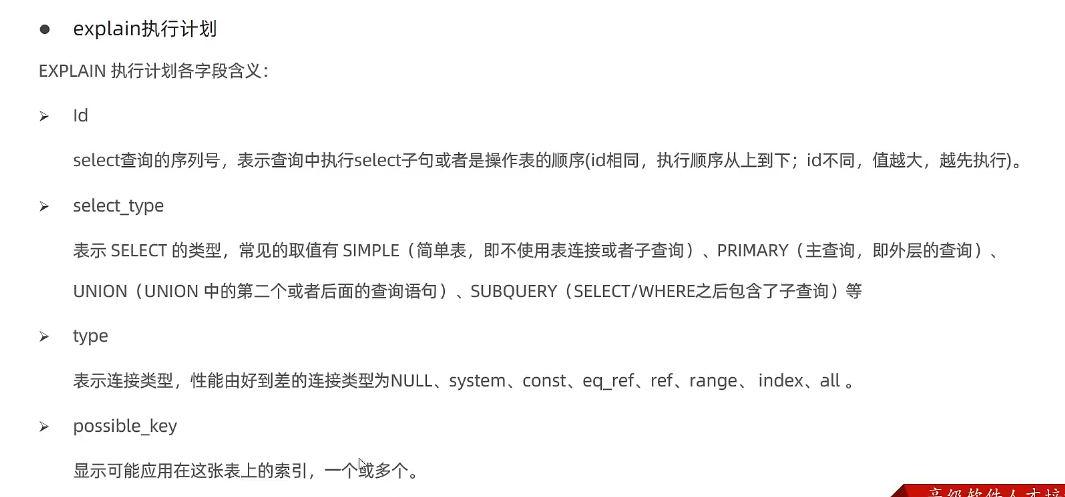 ● explain执行计划
EXPLAIN 执行计划各字段含义：
➢ Id
select查询的序列号，表示查询中执行select子句或者是操作表的顺序(id相同，执行顺序从上到下；id不同，值越大，越先执行)。
➢ select_type
表示 SELECT 的类型，常见的取值有 SIMPLE（简单表，即不使用表连接或者子查询）、PRIMARY（主查询，即外层的查询）、
UNION（UNION 中的第二个或者后面的查询语句）、SUBQUERY（SELECT/WHERE之后包含了子查询）等
➢ type
表示连接类型，性能由好到差的连接类型为NULL、system、const、eq_ref、ref、range、 index、all 。
➢ possible_key
显示可能应用在这张表上的索引，一个或多个。
高级软件人才培